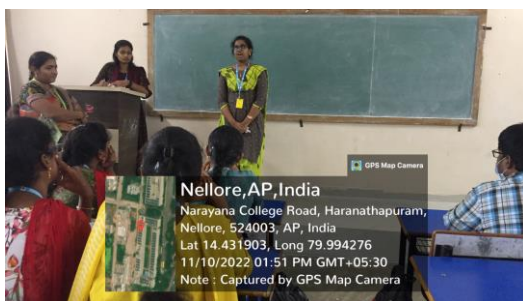 GPS Map Camera
Nellore,AP,India
Narayana College Road, Haranathapuram,
Nellore, 524003, AP, India
Lat 14.431903, Long 79.994276
11/10/2022 01:51 PM GMT+05:30
Note : Captured by GPS Map Camera